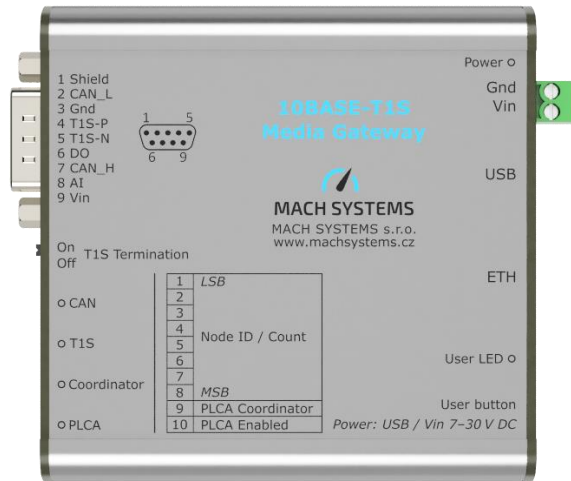 Power
Gnd
Vin
1 Shield
2 CAN_L
3 Gnd
4 T1S-P
5 T1S-N
6 DO
7 CAN_H
8 AI
9 Vin
1 5
6 9
10BASE-T1S
Media Gateway
USB
MACH SYSTEMS
MACH SYSTEMS s.r.o.
www.machsystems.cz
On
Off
T1S Termination
ETH
CAN
T1S
Coordinator
PLCA
1 LSB
2
3
4
5
6
7
8 MSB
Node ID / Count
9 PLCA Coordinator
10 PLCA Enabled
User LED
User button
Power: USB / Vin 7–30 V DC